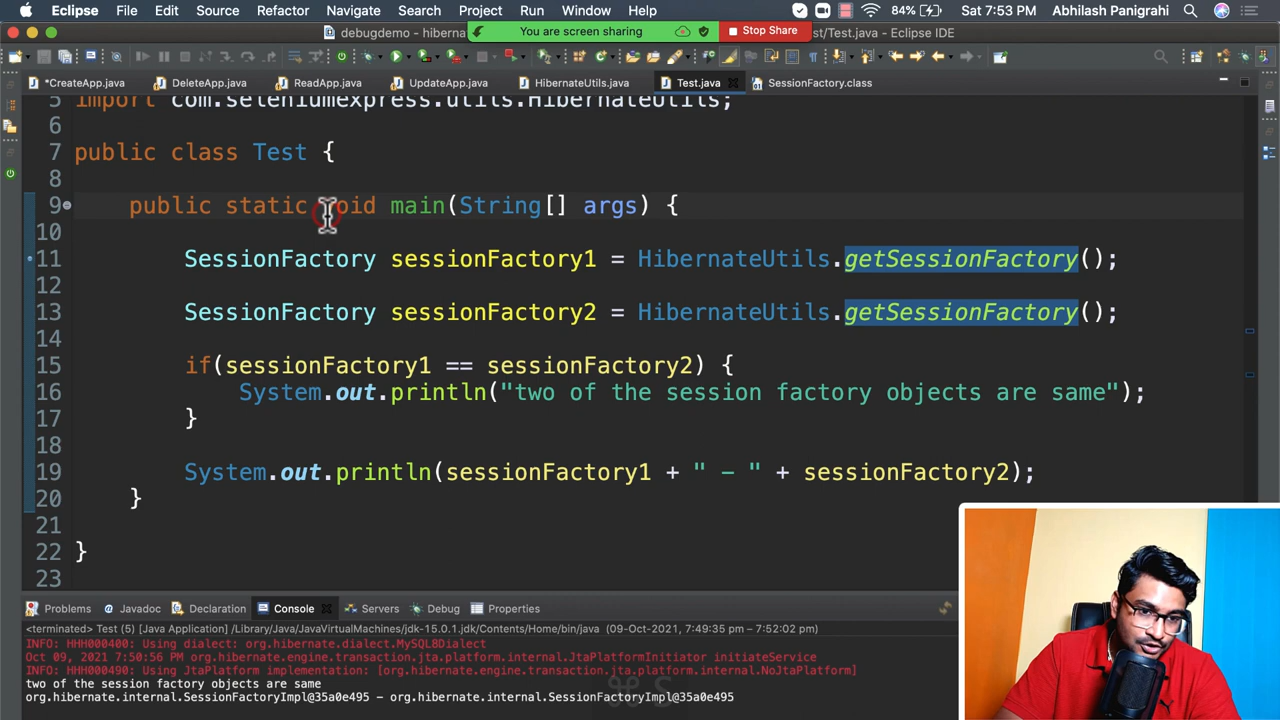 Eclipse File Edit Source Refactor Navigate Search Project Run Window Help 84% Sat 7:53 PM Abhilash Panigrahi
debugdemo - hiberna You are screen sharing Stop Share st/Test.java - Eclipse IDE
*CreateApp.java DeleteApp.java ReadApp.java UpdateApp.java HibernateUtils.java Test.java SessionFactory.class
5 import com.seleniumexpress.utils.HibernateUtils;
6
7 public class Test {
8
9 public static void main(String[] args) {
10
11 SessionFactory sessionFactory1 = HibernateUtils.getSessionFactory();
12
13 SessionFactory sessionFactory2 = HibernateUtils.getSessionFactory();
14
15 if(sessionFactory1 == sessionFactory2) {
16 System.out.println("two of the session factory objects are same");
17 }
18
19 System.out.println(sessionFactory1 + " - " + sessionFactory2);
20 }
21
22 }
23
Problems Javadoc Declaration Console Servers Debug Properties
<terminated> Test (5) [Java Application] /Library/Java/JavaVirtualMachines/jdk-15.0.1.jdk/Contents/Home/bin/java (09-Oct-2021, 7:49:35 pm – 7:52:02 pm)
INFO: HHH000400: Using dialect: org.hibernate.dialect.MySQL8Dialect
Oct 09, 2021 7:50:56 PM org.hibernate.engine.transaction.jta.platform.internal.JtaPlatformInitiator initiateService
INFO: HHH000490: Using JtaPlatform implementation: [org.hibernate.engine.transaction.jta.platform.internal.NoJtaPlatform]
two of the session factory objects are same
org.hibernate.internal.SessionFactoryImpl@35a0e495 - org.hibernate.internal.SessionFactoryImpl@35a0e495
⌘ S